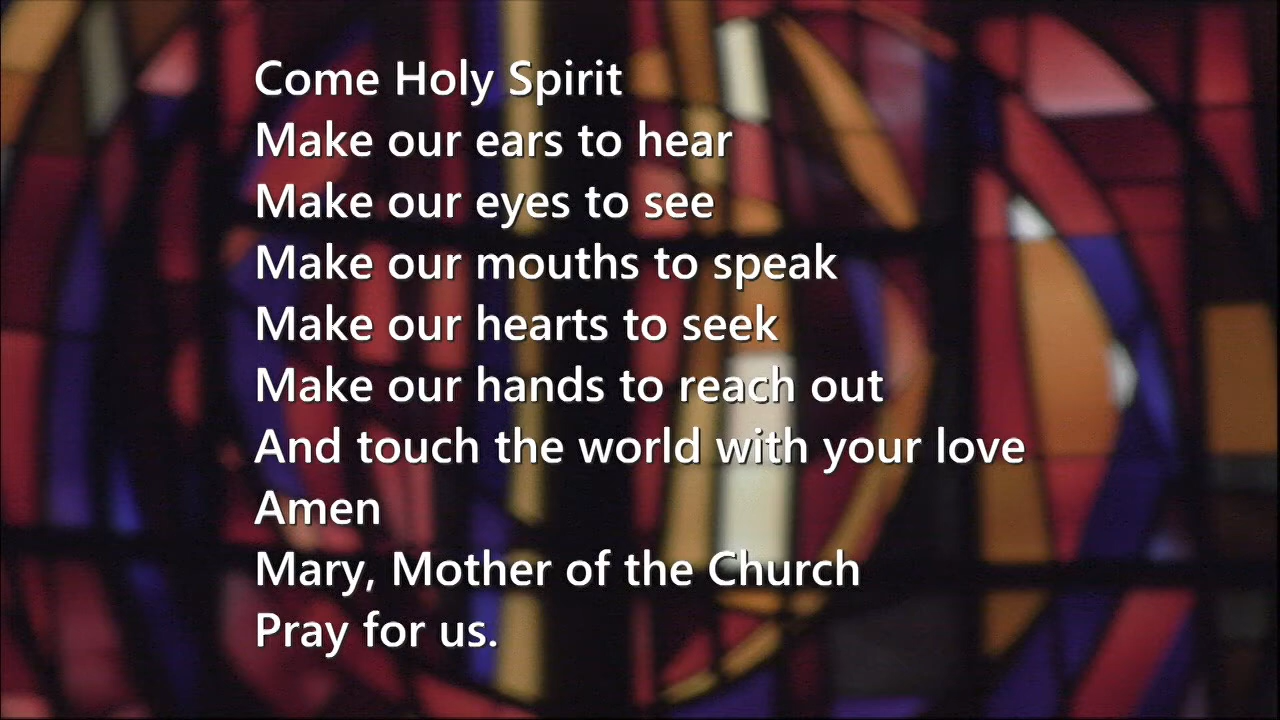 Come Holy Spirit
Make our ears to hear
Make our eyes to see
Make our mouths to speak
Make our hearts to seek
Make our hands to reach out
And touch the world with your love
Amen
Mary, Mother of the Church
Pray for us.